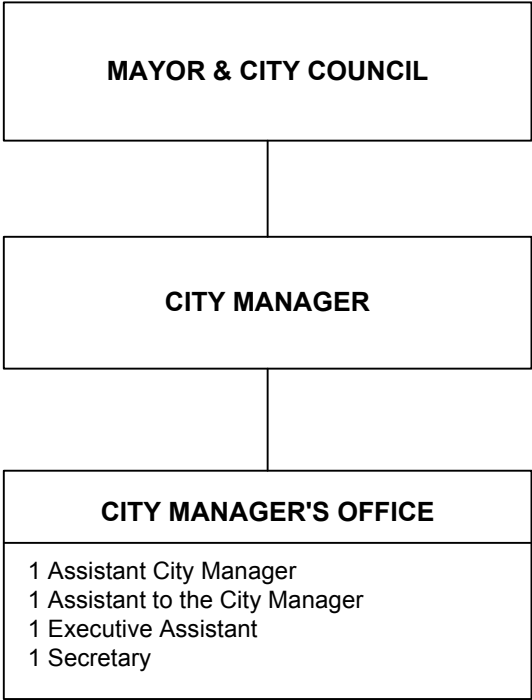 MAYOR & CITY COUNCIL
CITY MANAGER
CITY MANAGER'S OFFICE
1 Assistant City Manager
1 Assistant to the City Manager
1 Executive Assistant
1 Secretary